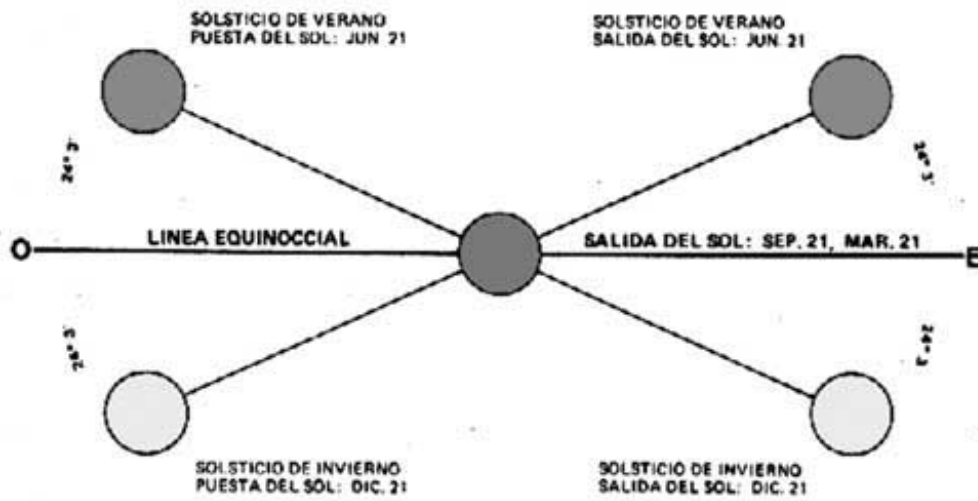 SOLSTICIO DE VERANO
PUESTA DEL SOL: JUN. 21
SOLSTICIO DE VERANO
SALIDA DEL SOL: JUN. 21
O
LINEA EQUINOCCIAL
SALIDA DEL SOL: SEP. 21, MAR. 21
E
SOLSTICIO DE INVIERNO
PUESTA DEL SOL: DIC. 21
SOLSTICIO DE INVIERNO
SALIDA DEL SOL: DIC. 21